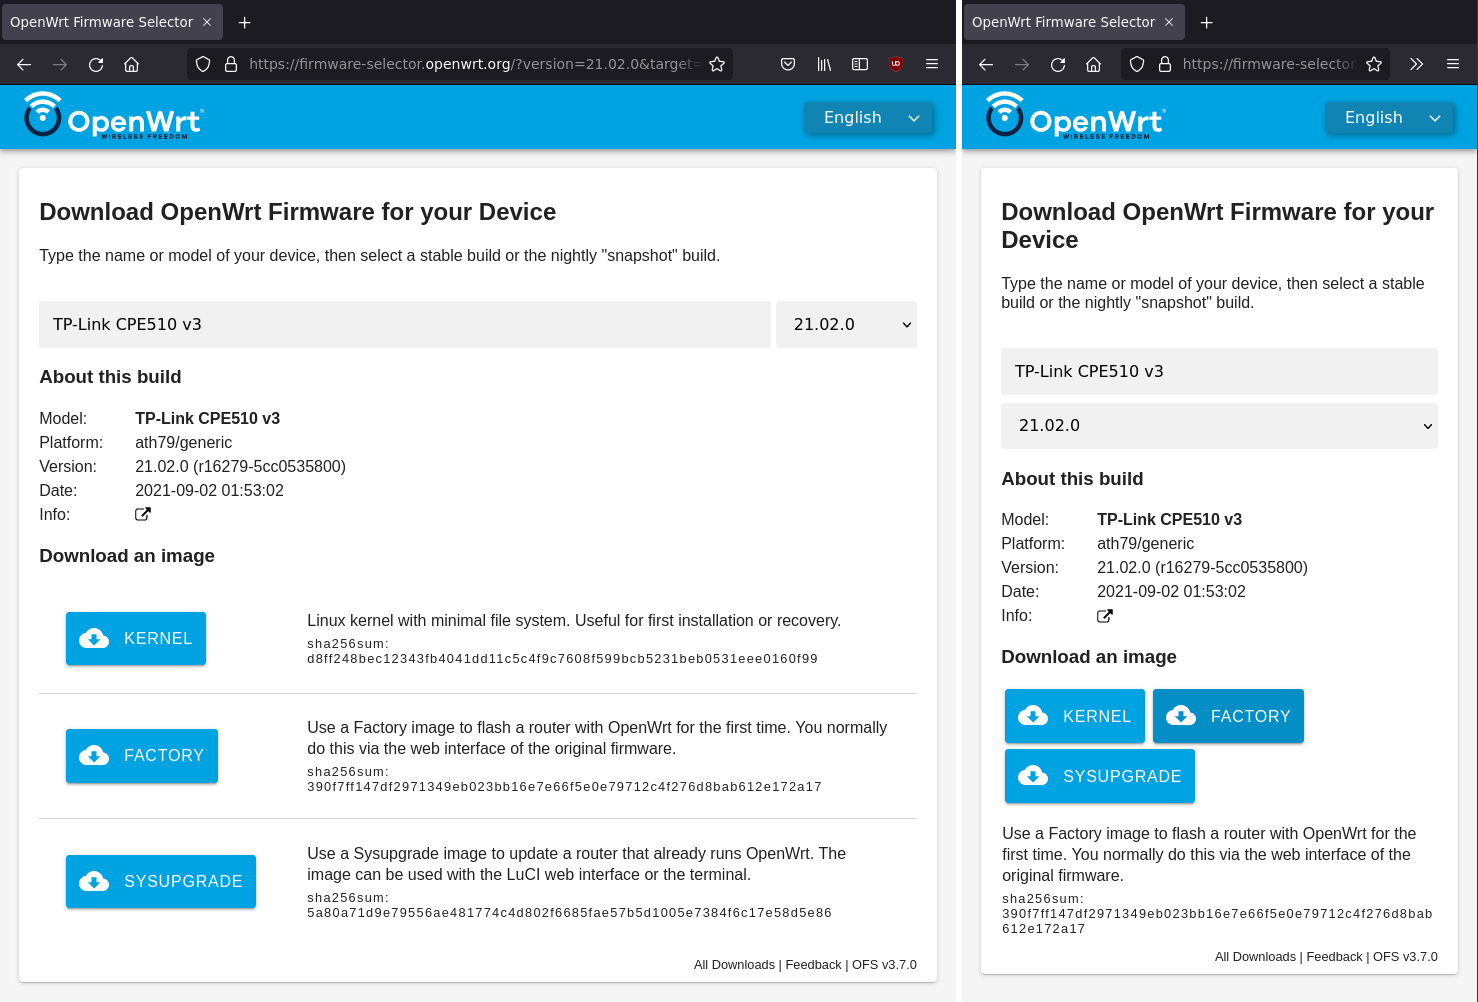 OpenWrt Firmware Selector
https://firmware-selector.openwrt.org/?version=21.02.0&target=
OpenWrt
WIRELESS FREEDOM
English
Download OpenWrt Firmware for your Device
Type the name or model of your device, then select a stable build or the nightly "snapshot" build.
TP-Link CPE510 v3
21.02.0
About this build
Model: TP-Link CPE510 v3
Platform: ath79/generic
Version: 21.02.0 (r16279-5cc0535800)
Date: 2021-09-02 01:53:02
Info:
Download an image
KERNEL
Linux kernel with minimal file system. Useful for first installation or recovery.
sha256sum:
d8ff248bec12343fb4041dd11c5c4f9c7608f599bcb5231beb0531eee0160f99
FACTORY
Use a Factory image to flash a router with OpenWrt for the first time. You normally
do this via the web interface of the original firmware.
sha256sum:
390f7ff147df2971349eb023bb16e7e66f5e0e79712c4f276d8bab612e172a17
SYSUPGRADE
Use a Sysupgrade image to update a router that already runs OpenWrt. The
image can be used with the LuCI web interface or the terminal.
sha256sum:
5a80a71d9e79556ae481774c4d802f6685fae57b5d1005e7384f6c17e58d5e86
All Downloads | Feedback | OFS v3.7.0
OpenWrt Firmware Selector
https://firmware-selector
OpenWrt
WIRELESS FREEDOM
English
Download OpenWrt Firmware for your
Device
Type the name or model of your device, then select a stable
build or the nightly "snapshot" build.
TP-Link CPE510 v3
21.02.0
About this build
Model: TP-Link CPE510 v3
Platform: ath79/generic
Version: 21.02.0 (r16279-5cc0535800)
Date: 2021-09-02 01:53:02
Info:
Download an image
KERNEL
FACTORY
SYSUPGRADE
Use a Factory image to flash a router with OpenWrt for the
first time. You normally do this via the web interface of the
original firmware.
sha256sum:
390f7ff147df2971349eb023bb16e7e66f5e0e79712c4f276d8bab
612e172a17
All Downloads | Feedback | OFS v3.7.0